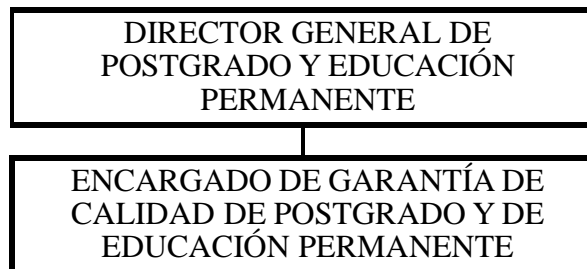 DIRECTOR GENERAL DE
POSTGRADO Y EDUCACIÓN
PERMANENTE
ENCARGADO DE GARANTÍA DE
CALIDAD DE POSTGRADO Y DE
EDUCACIÓN PERMANENTE